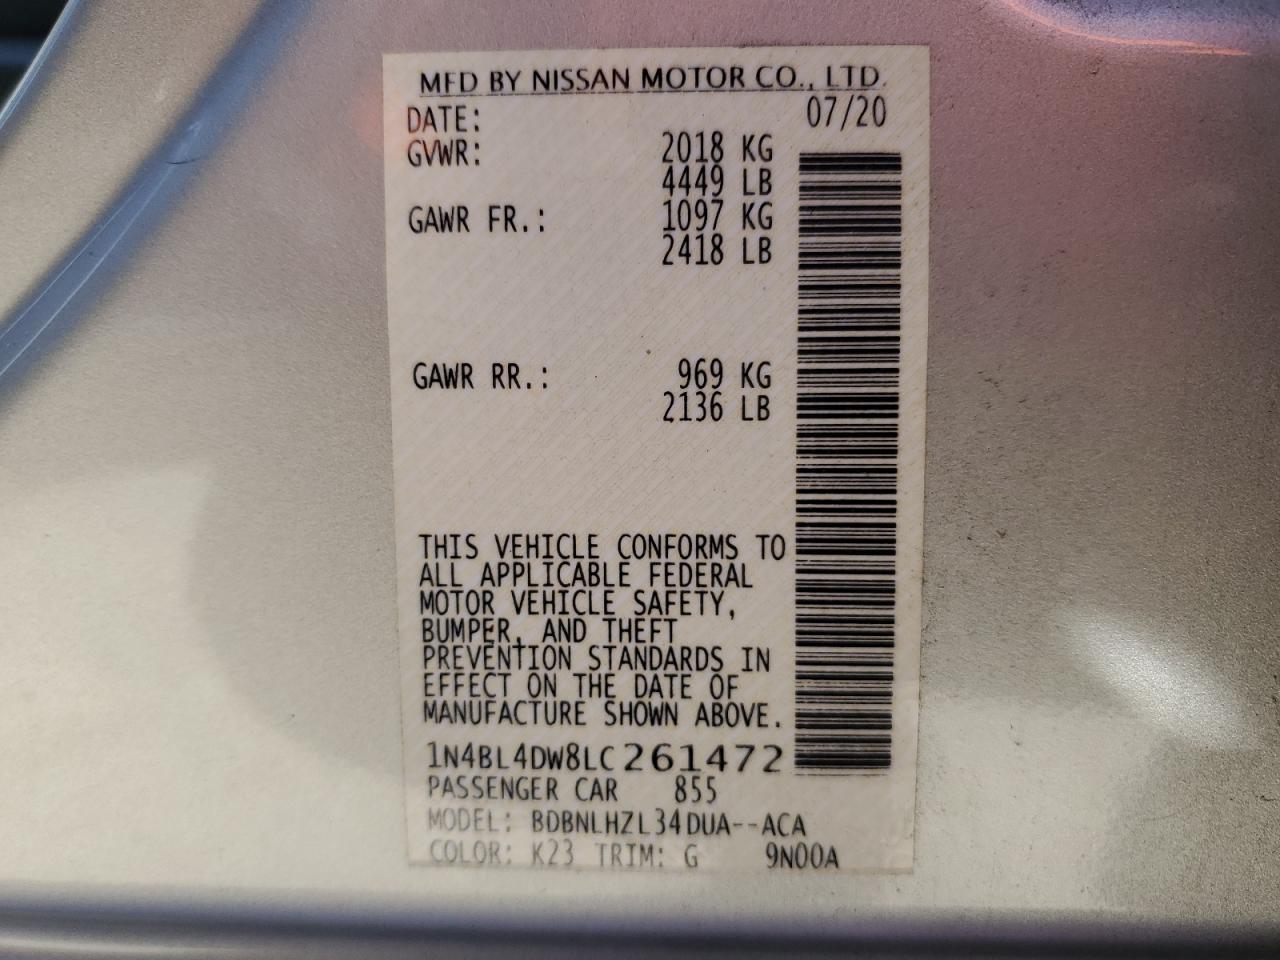 MFD BY NISSAN MOTOR CO., LTD.
DATE: 07/20
GVWR: 2018 KG
4449 LB
GAWR FR.: 1097 KG
2418 LB
GAWR RR.: 969 KG
2136 LB
THIS VEHICLE CONFORMS TO
ALL APPLICABLE FEDERAL
MOTOR VEHICLE SAFETY,
BUMPER, AND THEFT
PREVENTION STANDARDS IN
EFFECT ON THE DATE OF
MANUFACTURE SHOWN ABOVE.
1N4BL4DW8LC261472
PASSENGER CAR 855
MODEL: BDBNLHZL34DUA--ACA
COLOR: K23 TRIM: G 9N00A